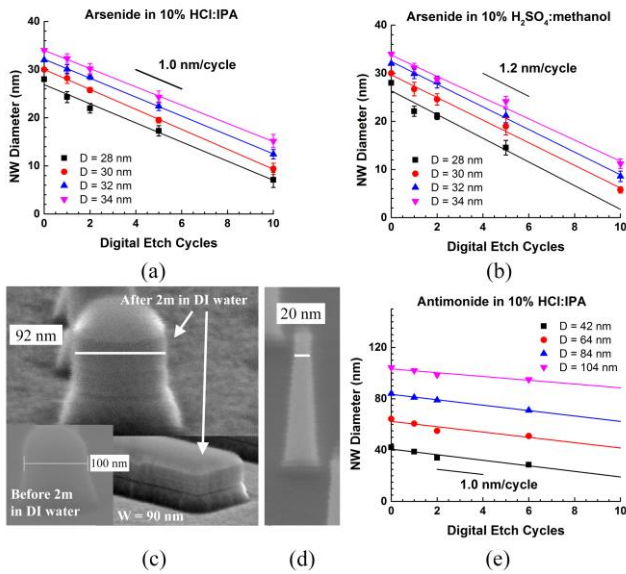 Arsenide in 10% HCl:IPA
40
30
20
10
0
NW Diameter (nm)
1.0 nm/cycle
D = 28 nm
D = 30 nm
D = 32 nm
D = 34 nm
0 2 4 6 8 10
Digital Etch Cycles
(a)
Arsenide in 10% H₂SO₄:methanol
40
30
20
10
0
NW Diameter (nm)
1.2 nm/cycle
D = 28 nm
D = 30 nm
D = 32 nm
D = 34 nm
0 2 4 6 8 10
Digital Etch Cycles
(b)
After 2m
in DI water
92 nm
100 nm
Before 2m
in DI water
W = 90 nm
(c)
20 nm
(d)
Antimonide in 10% HCl:IPA
120
80
40
0
NW Diameter (nm)
D = 42 nm
D = 64 nm
D = 84 nm
D = 104 nm
1.0 nm/cycle
0 2 4 6 8 10
Digital Etch Cycles
(e)